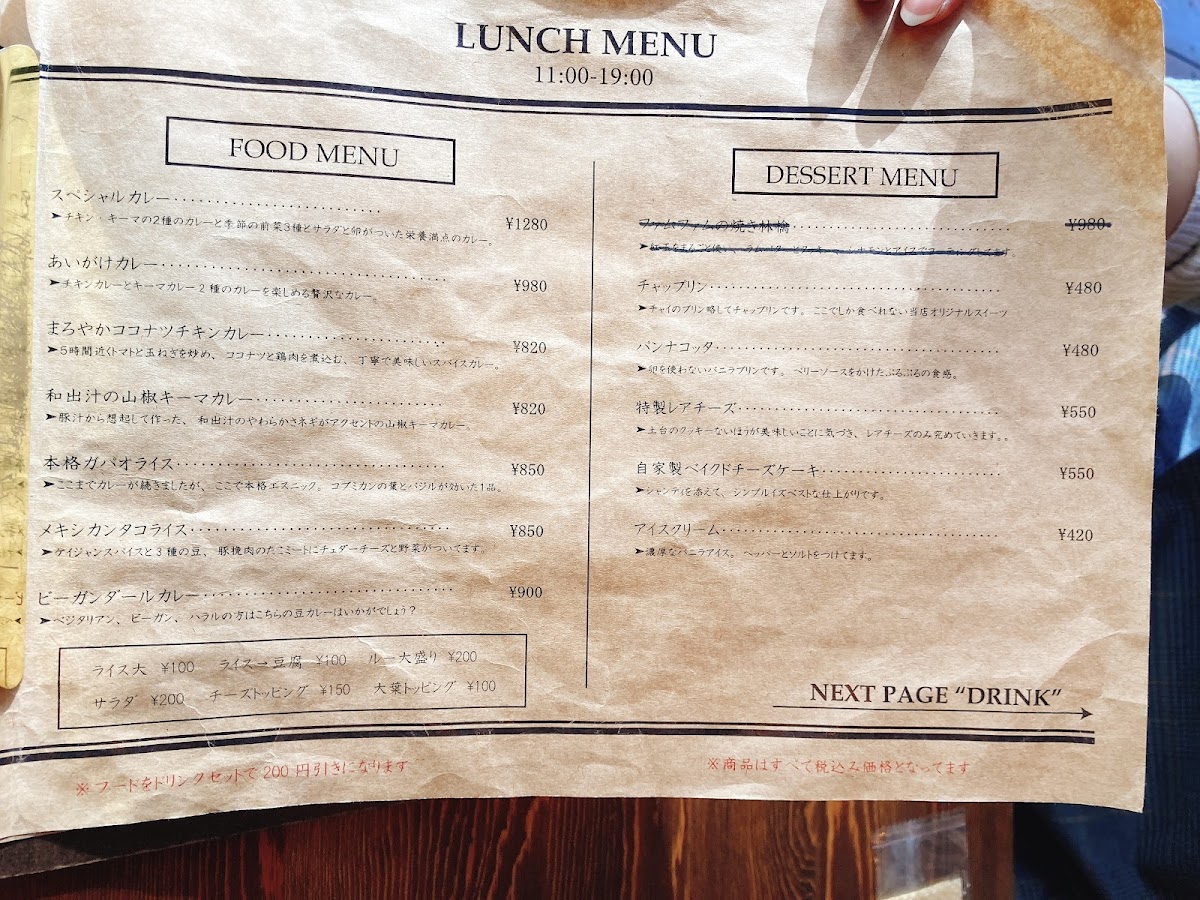 LUNCH MENU
11:00-19:00
FOOD MENU
スペシャルカレー ¥1280
➤チキン・キーマの2種のカレーと季節の前菜3種とサラダと卵がついた栄養満点のカレー。
あいがけカレー ¥980
➤チキンカレーとキーマカレー2種のカレーを楽しめる贅沢なカレー。
まろやかココナツチキンカレー ¥820
➤5時間近くトマトと玉ねぎを炒め、ココナツと鶏肉を煮込む、丁寧で美味しいスパイスカレー。
和出汁の山椒キーマカレー ¥820
➤豚汁から想起して作った、和出汁のやわらかさネギがアクセントの山椒キーマカレー。
本格ガパオライス ¥850
➤ここまでカレーが続きましたが、ここで本格エスニック。コブミカンの葉とバジルが効いた1品。
メキシカンタコライス ¥850
➤ケイジャンスパイスと3種の豆、豚挽肉のたこミートにチェダーチーズと野菜がついてます。
ビーガンダールカレー ¥900
➤ベジタリアン、ビーガン、ハラルの方はこちらの豆カレーはいかがでしょう?
ライス大 ¥100 ライス→豆腐 ¥100 ルー大盛り ¥200
サラダ ¥200 チーズトッピング ¥150 大葉トッピング ¥100
※フードをドリンクセットで200円引きになります
DESSERT MENU
ファムファムの焼き林檎 ¥980
チャップリン ¥480
➤チャイのプリン略してチャップリンです。ここでしか食べれない当店オリジナルスイーツ
パンナコッタ ¥480
➤卵を使わないバニラプリンです。ベリーソースをかけたぷるぷるの食感。
特製レアチーズ ¥550
➤土台のクッキーないほうが美味しいことに気づき、レアチーズのみ究めていきます。。
自家製ベイクドチーズケーキ ¥550
➤シャンティを添えて、シンプルイズベストな仕上がりです。
アイスクリーム ¥420
➤濃厚なバニラアイス。ペッパーとソルトをつけてます。
NEXT PAGE “DRINK”
※商品はすべて税込み価格となってます